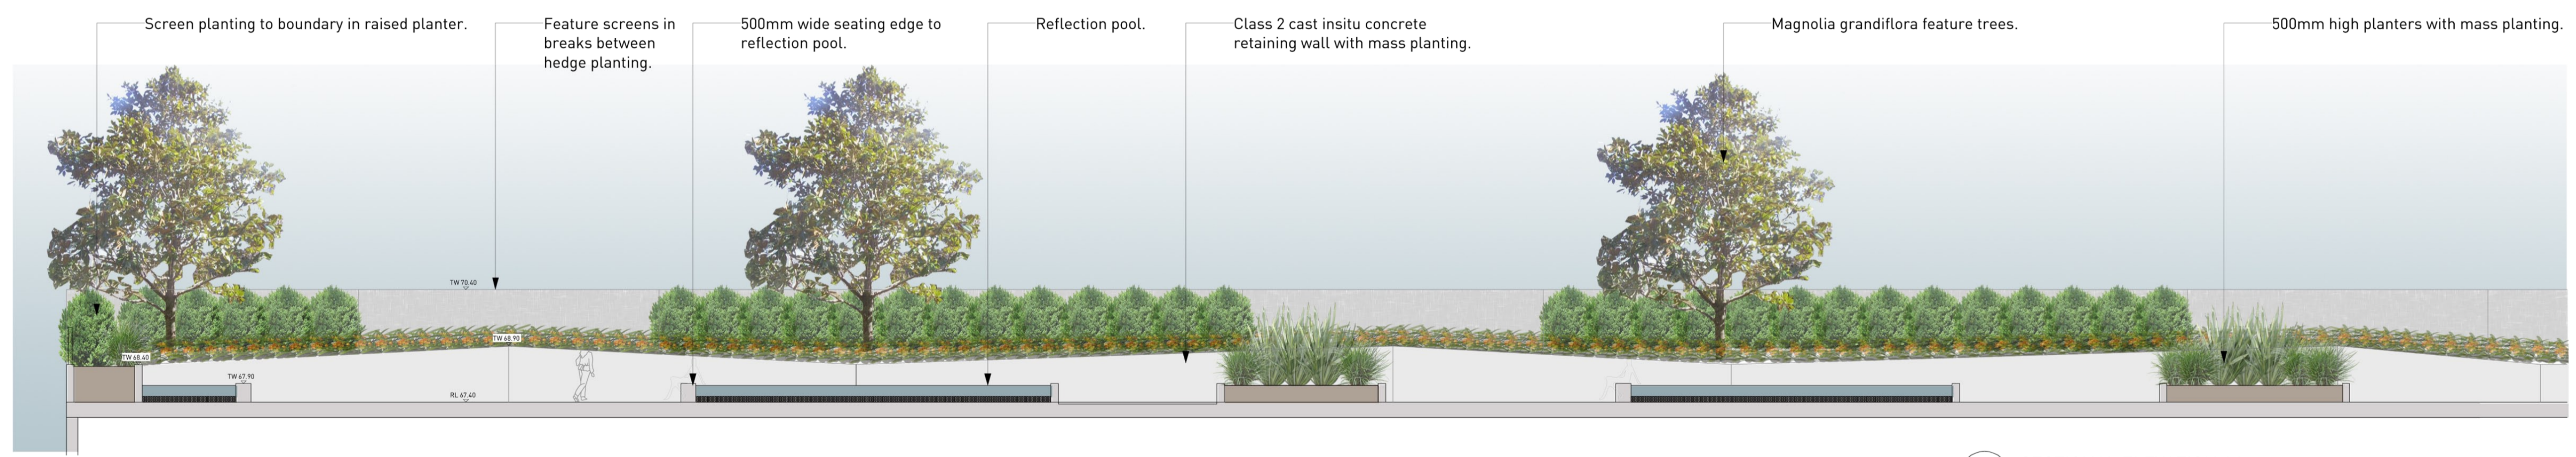 Screen planting to boundary in raised planter.
Feature screens in
breaks between
hedge planting.
500mm wide seating edge to
reflection pool.
Reflection pool.
Class 2 cast insitu concrete
retaining wall with mass planting.
Magnolia grandiflora feature trees.
500mm high planters with mass planting.
TW 70.40
TW 68.90
TW 68.40
TW 67.90
RL 67.40